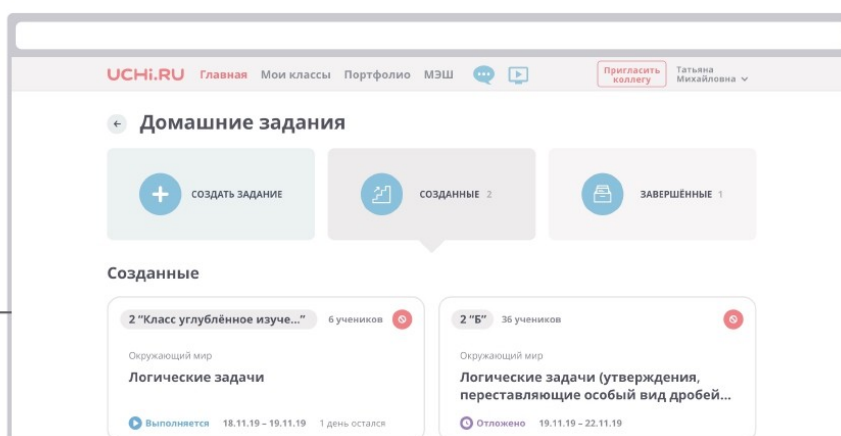 UCHi.RU Главная Мои классы Портфолио МЭШ
Пригласить
коллегу
Татьяна
Михайловна
Домашние задания
СОЗДАТЬ ЗАДАНИЕ
СОЗДАННЫЕ 2
ЗАВЕРШЁННЫЕ 1
Созданные
2 "Класс углублённое изуче..." 6 учеников
Окружающий мир
Логические задачи
Выполняется 18.11.19 – 19.11.19 1 день остался
2 "Б" 36 учеников
Окружающий мир
Логические задачи (утверждения,
переставляющие особый вид дробей...
Отложено 19.11.19 – 22.11.19